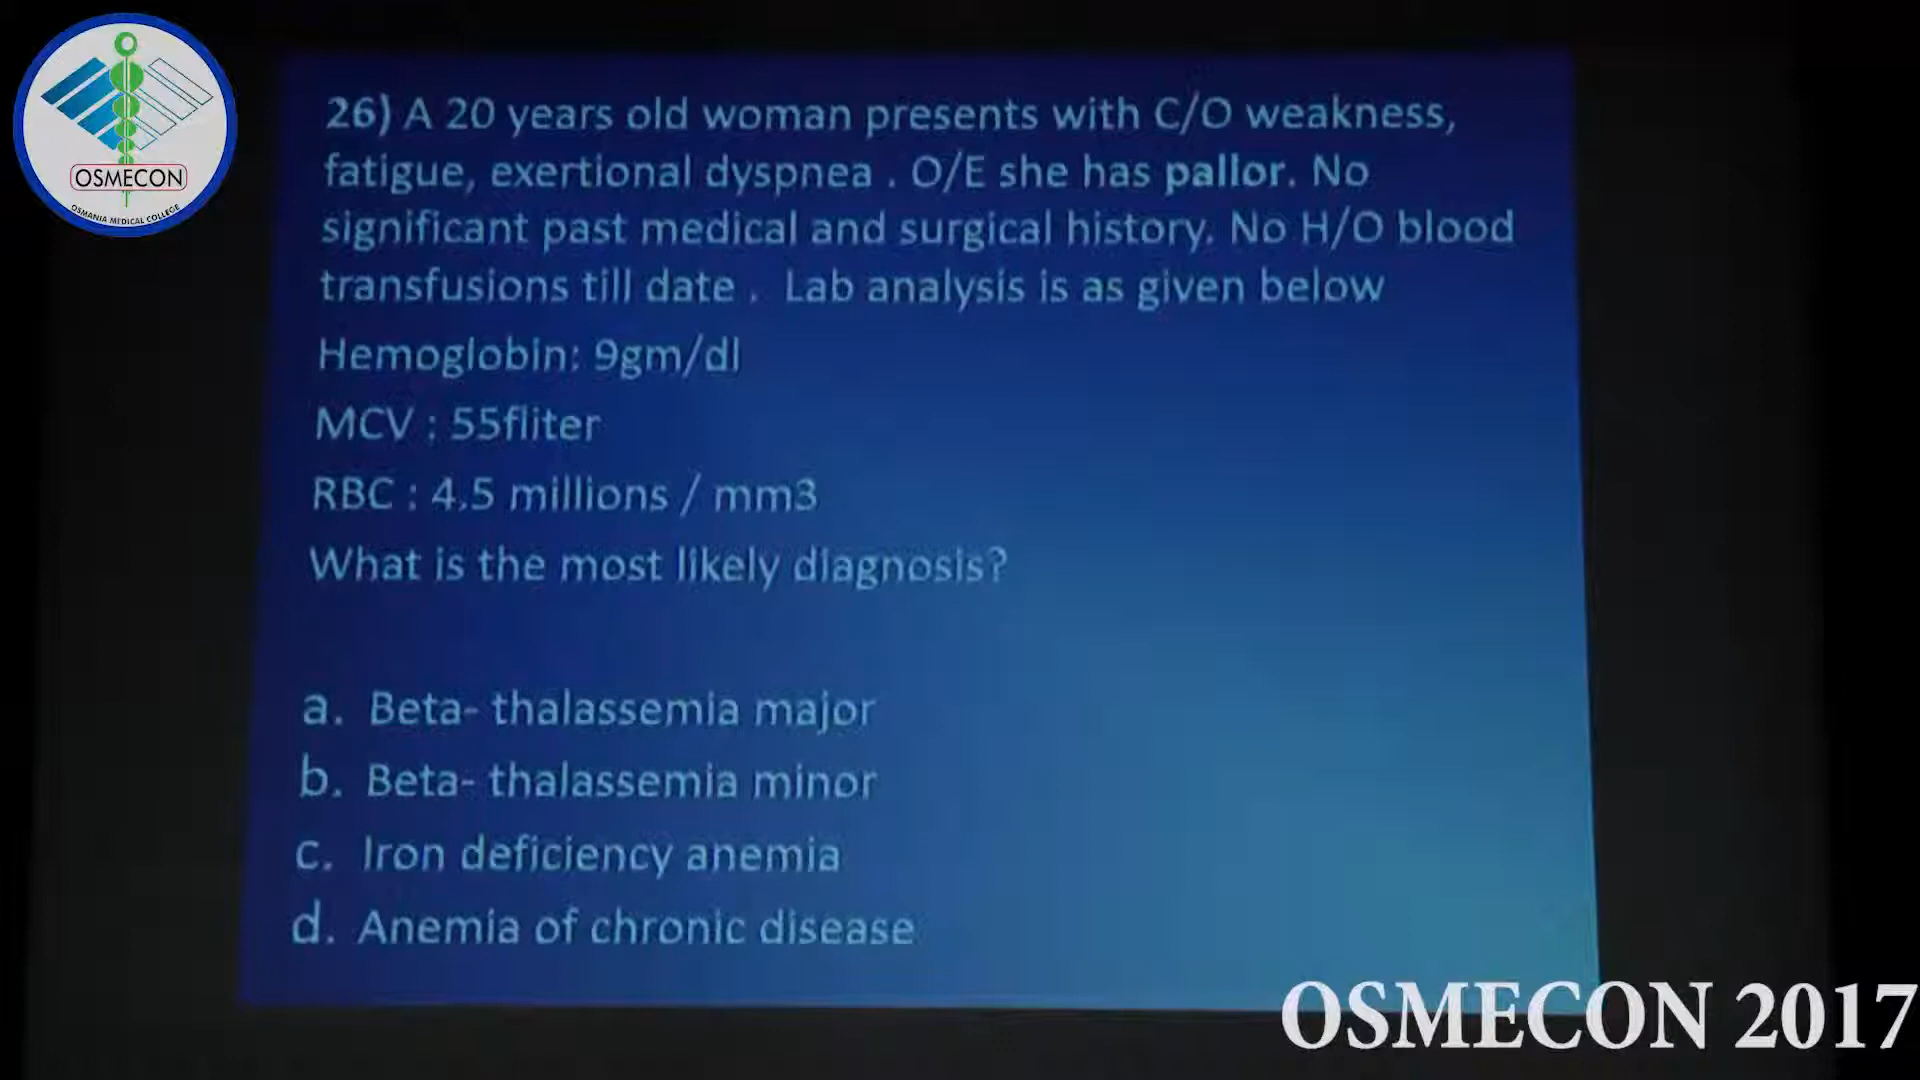 OSMECON
OSMANIA MEDICAL COLLEGE
26) A 20 years old woman presents with C/O weakness,
fatigue, exertional dyspnea . O/E she has pallor. No
significant past medical and surgical history. No H/O blood
transfusions till date . Lab analysis is as given below
Hemoglobin: 9gm/dl
MCV : 55fliter
RBC : 4.5 millions / mm3
What is the most likely diagnosis?
a. Beta- thalassemia major
b. Beta- thalassemia minor
c. Iron deficiency anemia
d. Anemia of chronic disease
OSMECON 2017